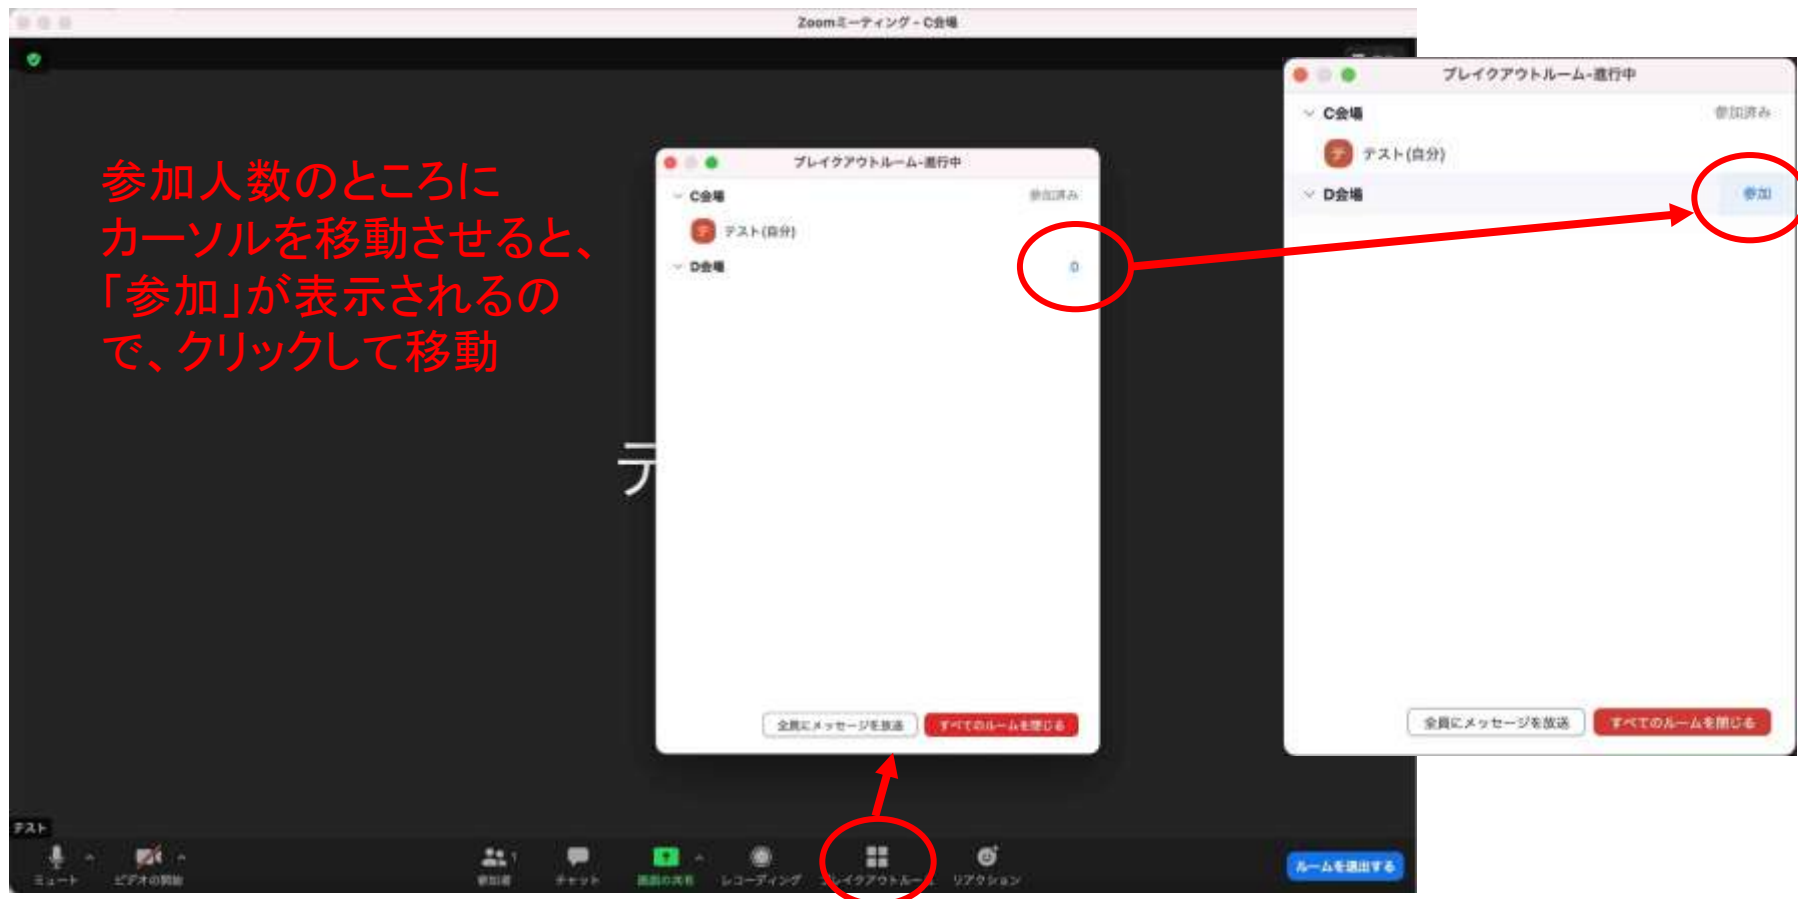 Zoomミーティング - C会場
参加人数のところに
カーソルを移動させると、
「参加」が表示されるの
で、クリックして移動
テ
ブレイクアウトルーム-進行中
C会場 参加済み
テ テスト(自分)
D会場 0
全員にメッセージを放送 すべてのルームを閉じる
ブレイクアウトルーム-進行中
C会場 参加済み
テ テスト(自分)
D会場 参加
全員にメッセージを放送 すべてのルームを閉じる
テスト
ミュート ビデオの開始 参加者 1 チャット 画面の共有 レコーディング ブレイクアウトルーム リアクション ルームを退出する